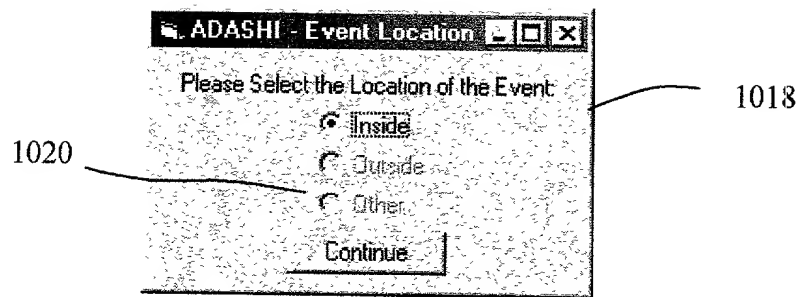 ADASHI - Event Location
Please Select the Location of the Event:
1018
Inside
1020
Outside
Other
Continue